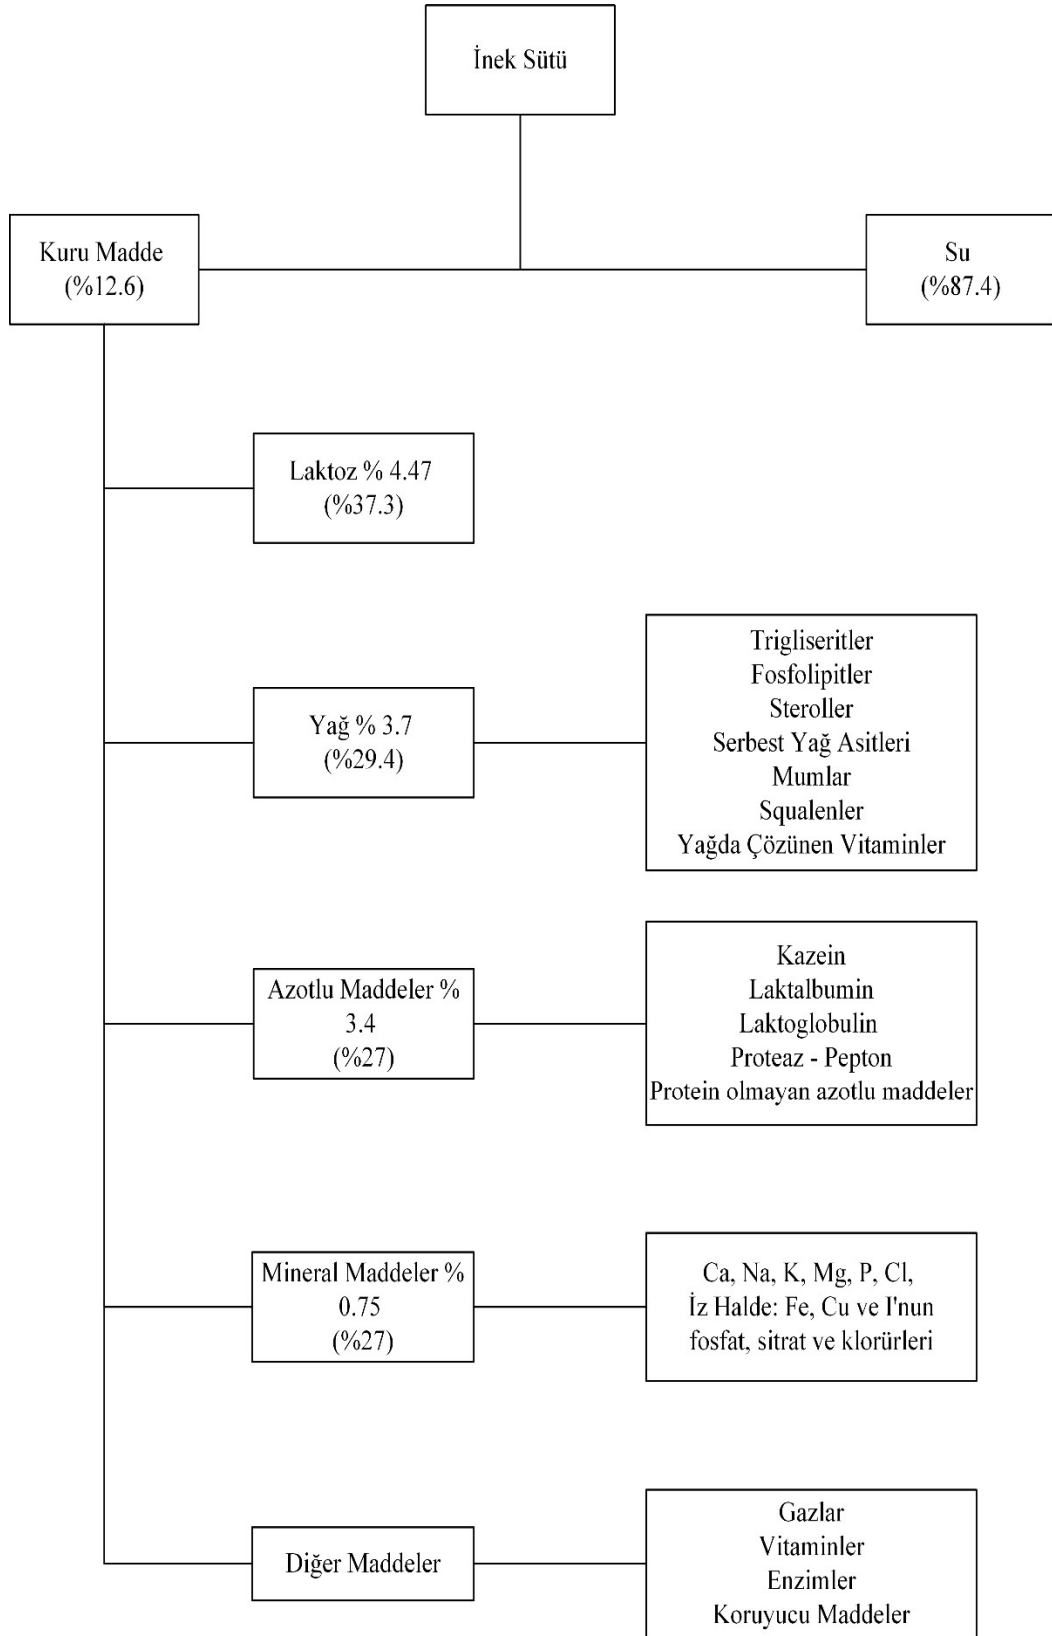 İnek Sütü
Kuru Madde
(%12.6)
Su
(%87.4)
Laktoz % 4.47
(%37.3)
Yağ % 3.7
(%29.4)
Trigliseritler
Fosfolipitler
Steroller
Serbest Yağ Asitleri
Mumlar
Squalenler
Yağda Çözünen Vitaminler
Azotlu Maddeler %
3.4
(%27)
Kazein
Laktalbumin
Laktoglobulin
Proteaz - Pepton
Protein olmayan azotlu maddeler
Mineral Maddeler %
0.75
(%27)
Ca, Na, K, Mg, P, Cl,
İz Halde: Fe, Cu ve I'nun
fosfat, sitrat ve klorürleri
Diğer Maddeler
Gazlar
Vitaminler
Enzimler
Koruyucu Maddeler